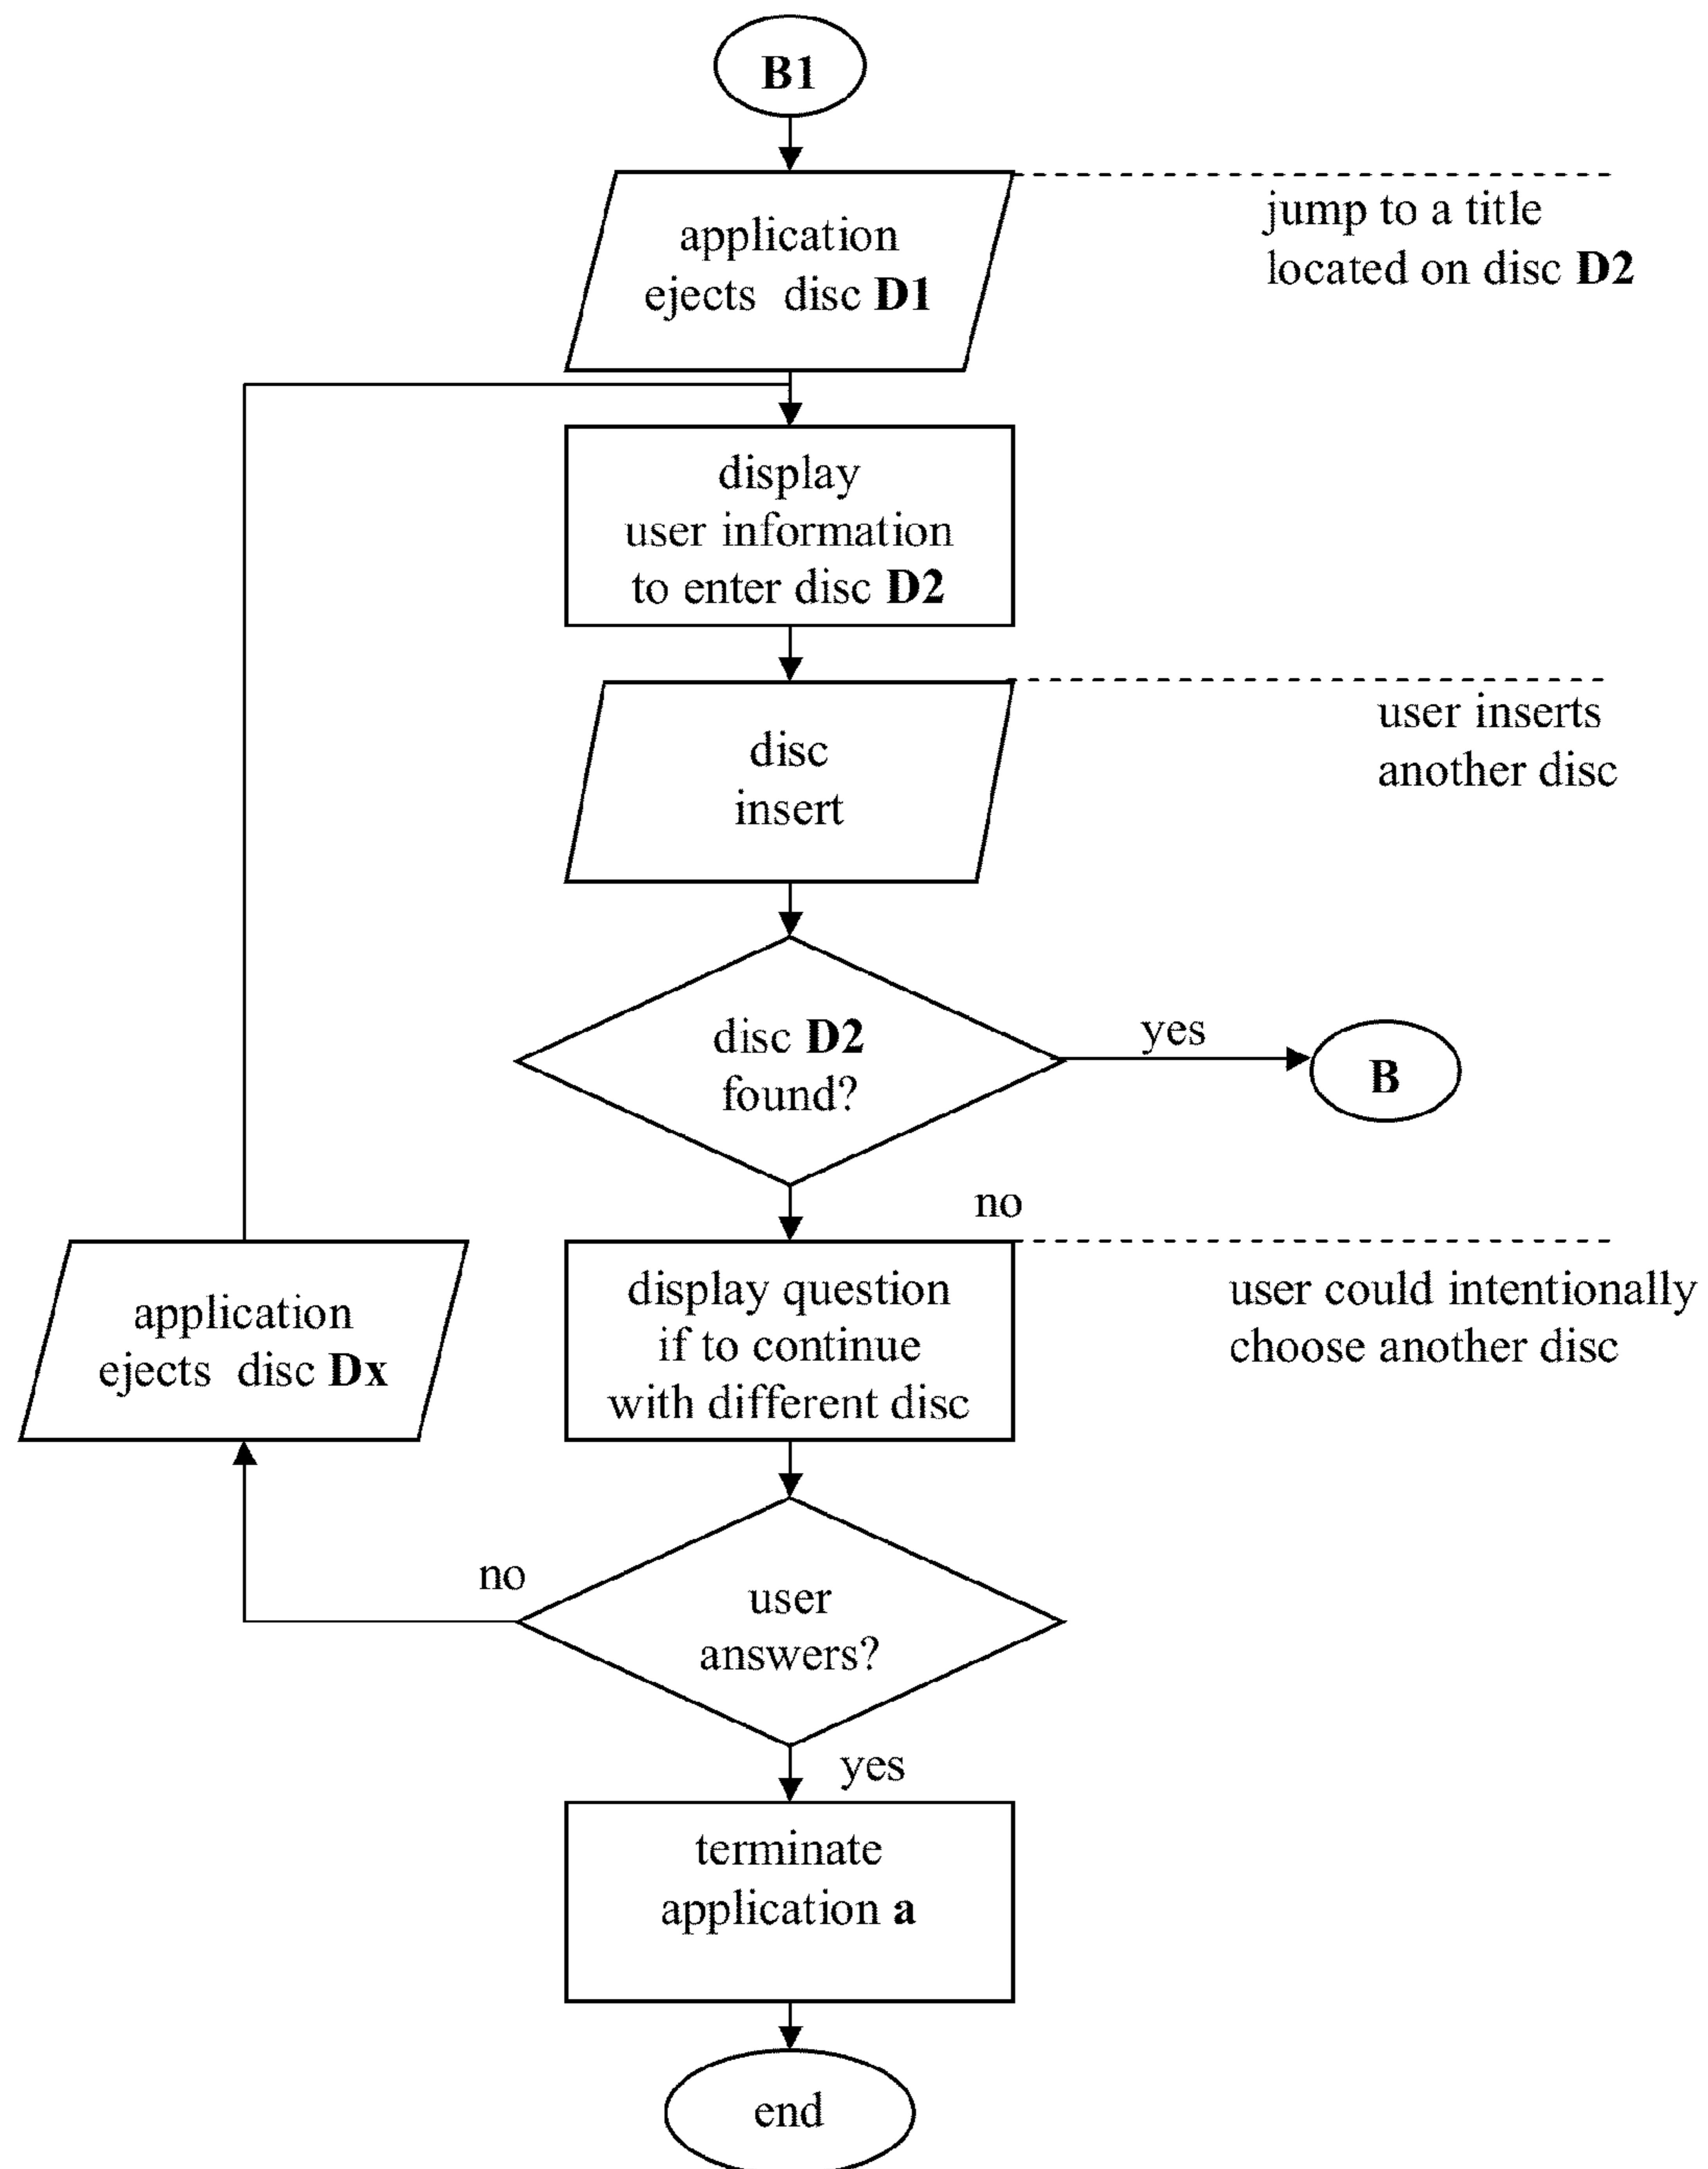 B1
application
ejects disc D1
jump to a title
located on disc D2
display
user information
to enter disc D2
disc
insert
user inserts
another disc
disc D2
found?
yes
B
no
application
ejects disc Dx
display question
if to continue
with different disc
user could intentionally
choose another disc
no
user
answers?
yes
terminate
application a
end